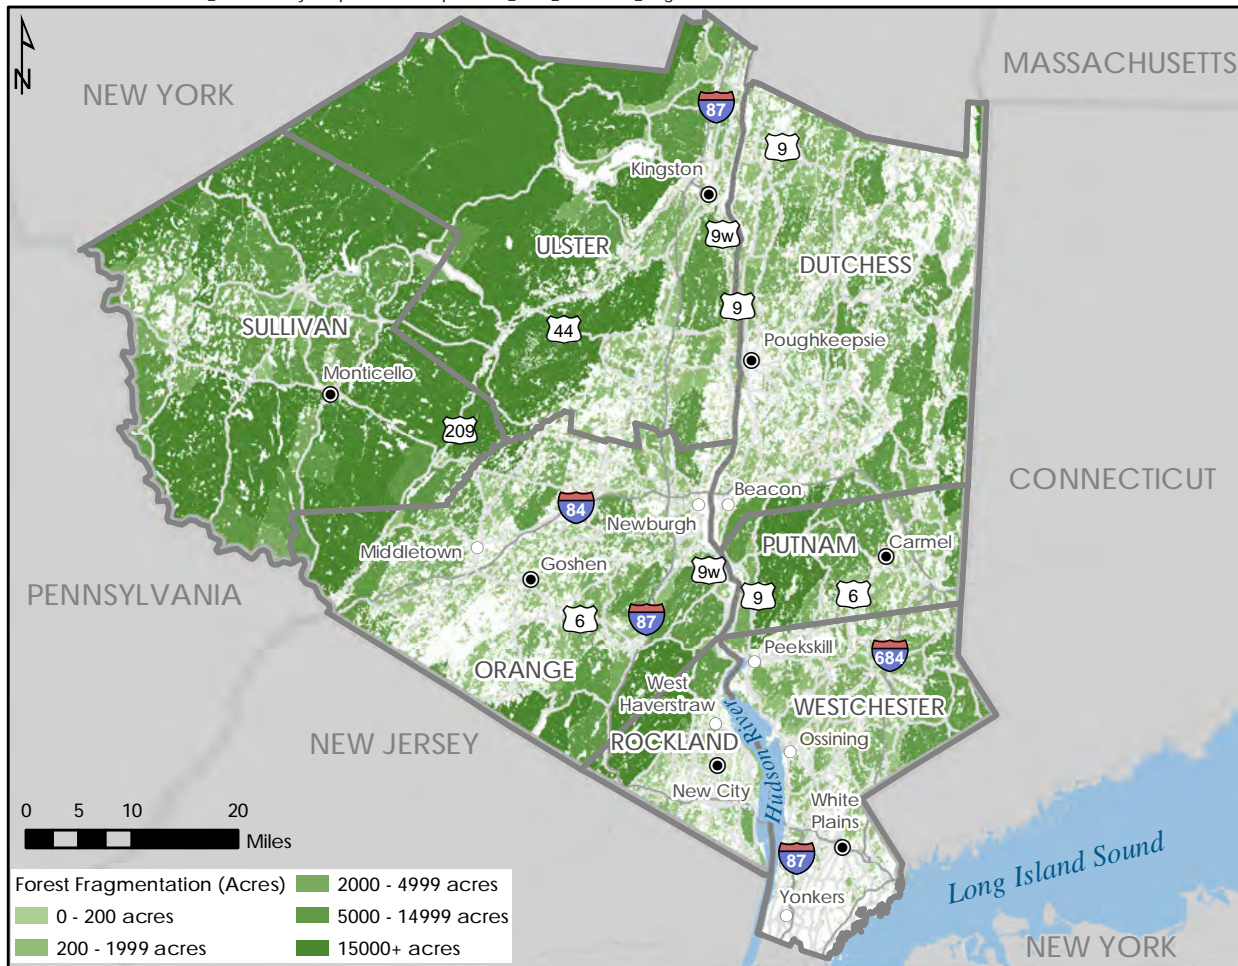 N
NEW YORK
MASSACHUSETTS
87
9
Kingston
9w
ULSTER
DUTCHESS
9
SULLIVAN
44
Poughkeepsie
Monticello
209
CONNECTICUT
Beacon
84
Newburgh
Middletown
PUTNAM
Carmel
Goshen
9w
PENNSYLVANIA
9
6
6
87
Peekskill
684
ORANGE
West
Haverstraw
WESTCHESTER
NEW JERSEY
ROCKLAND
Hudson River
Ossining
New City
White
Plains
0 5 10 20
Miles
87
Long Island Sound
Yonkers
NEW YORK
Forest Fragmentation (Acres)
0 - 200 acres
200 - 1999 acres
2000 - 4999 acres
5000 - 14999 acres
15000+ acres